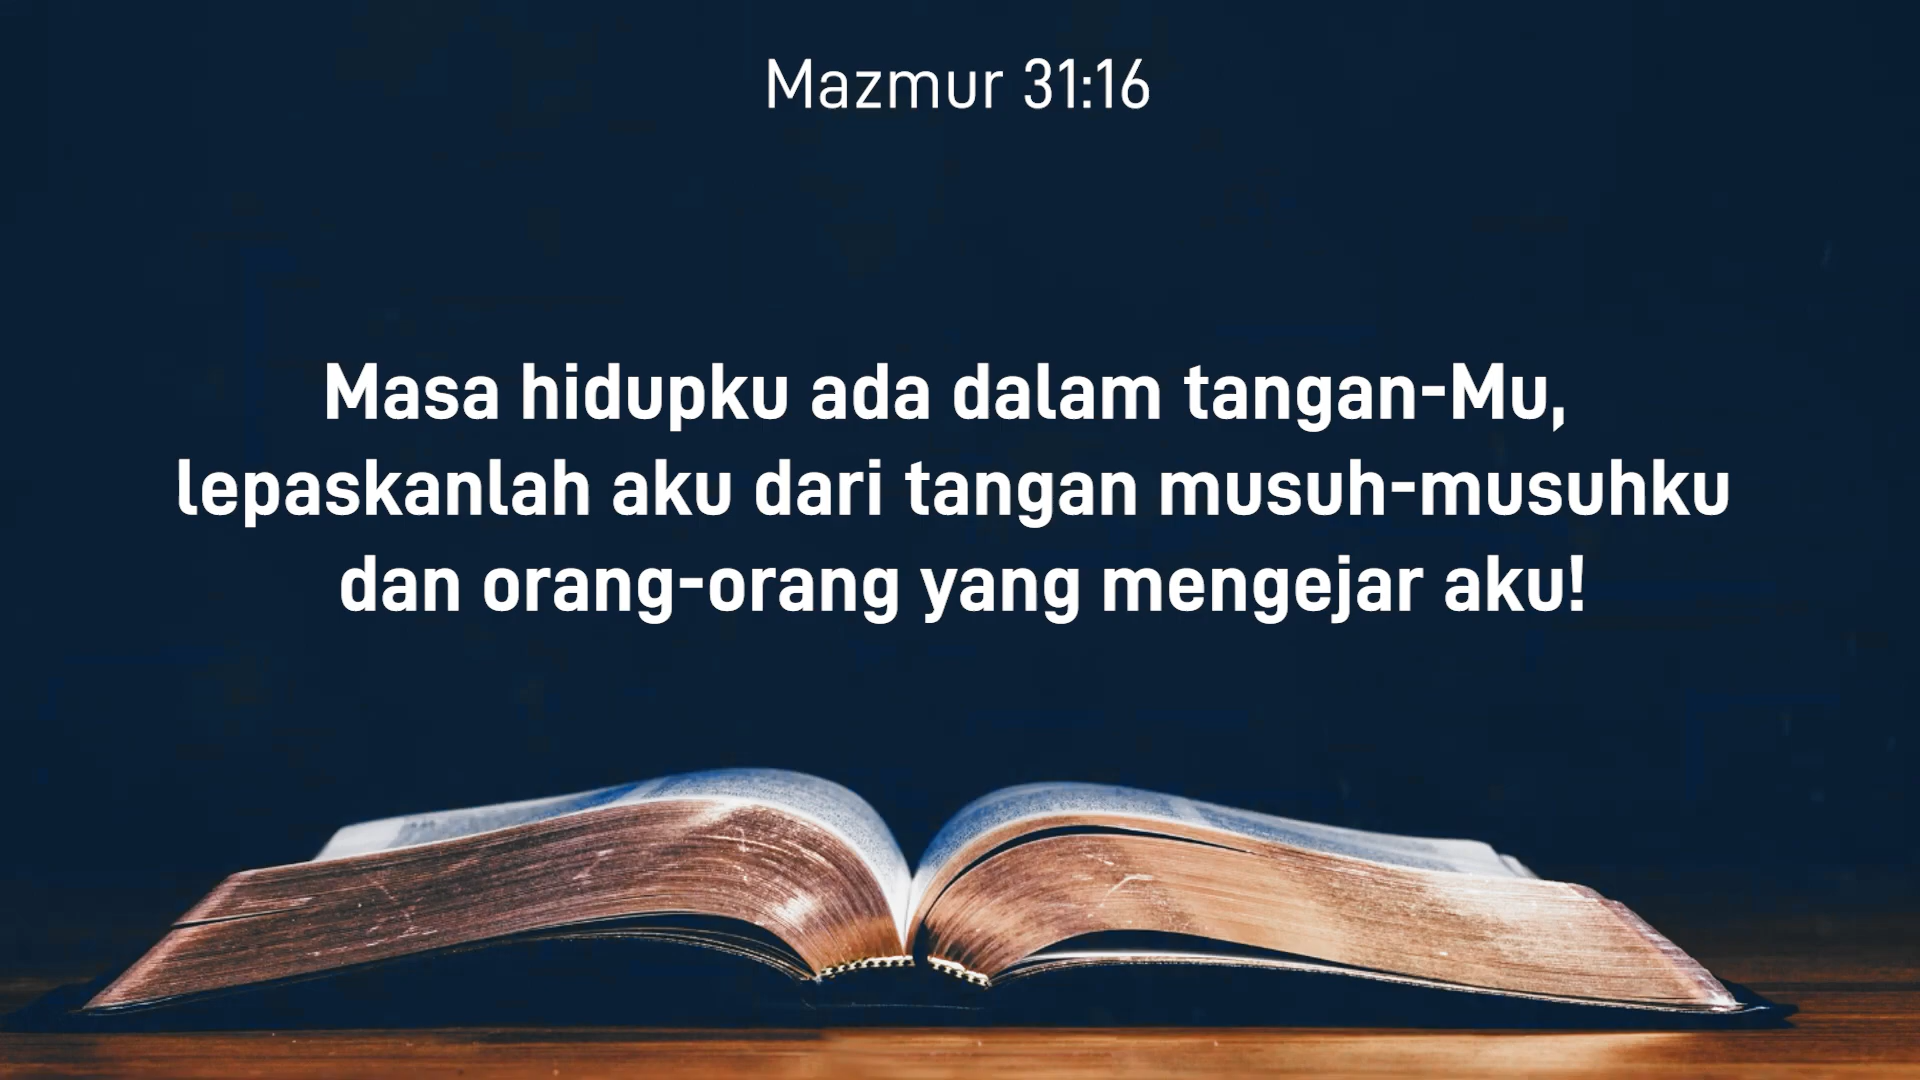 Mazmur 31:16
Masa hidupku ada dalam tangan-Mu,
lepaskanlah aku dari tangan musuh-musuhku
dan orang-orang yang mengejar aku!